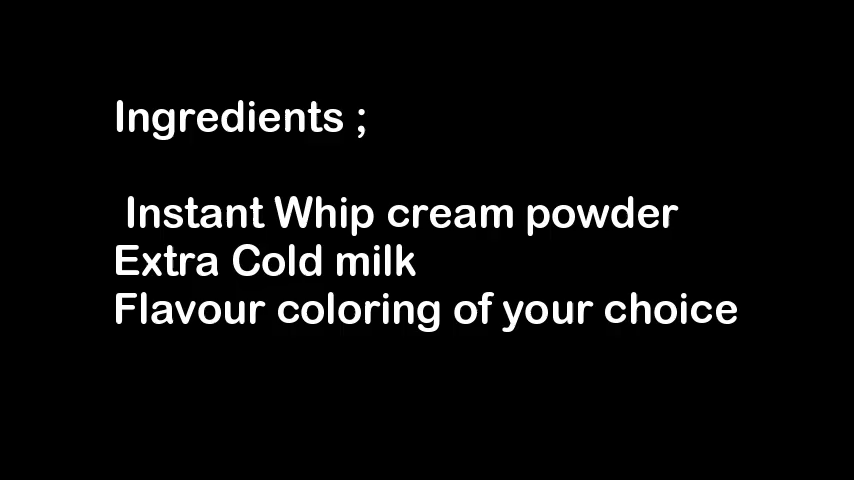 Ingredients ;
Instant Whip cream powder
Extra Cold milk
Flavour coloring of your choice